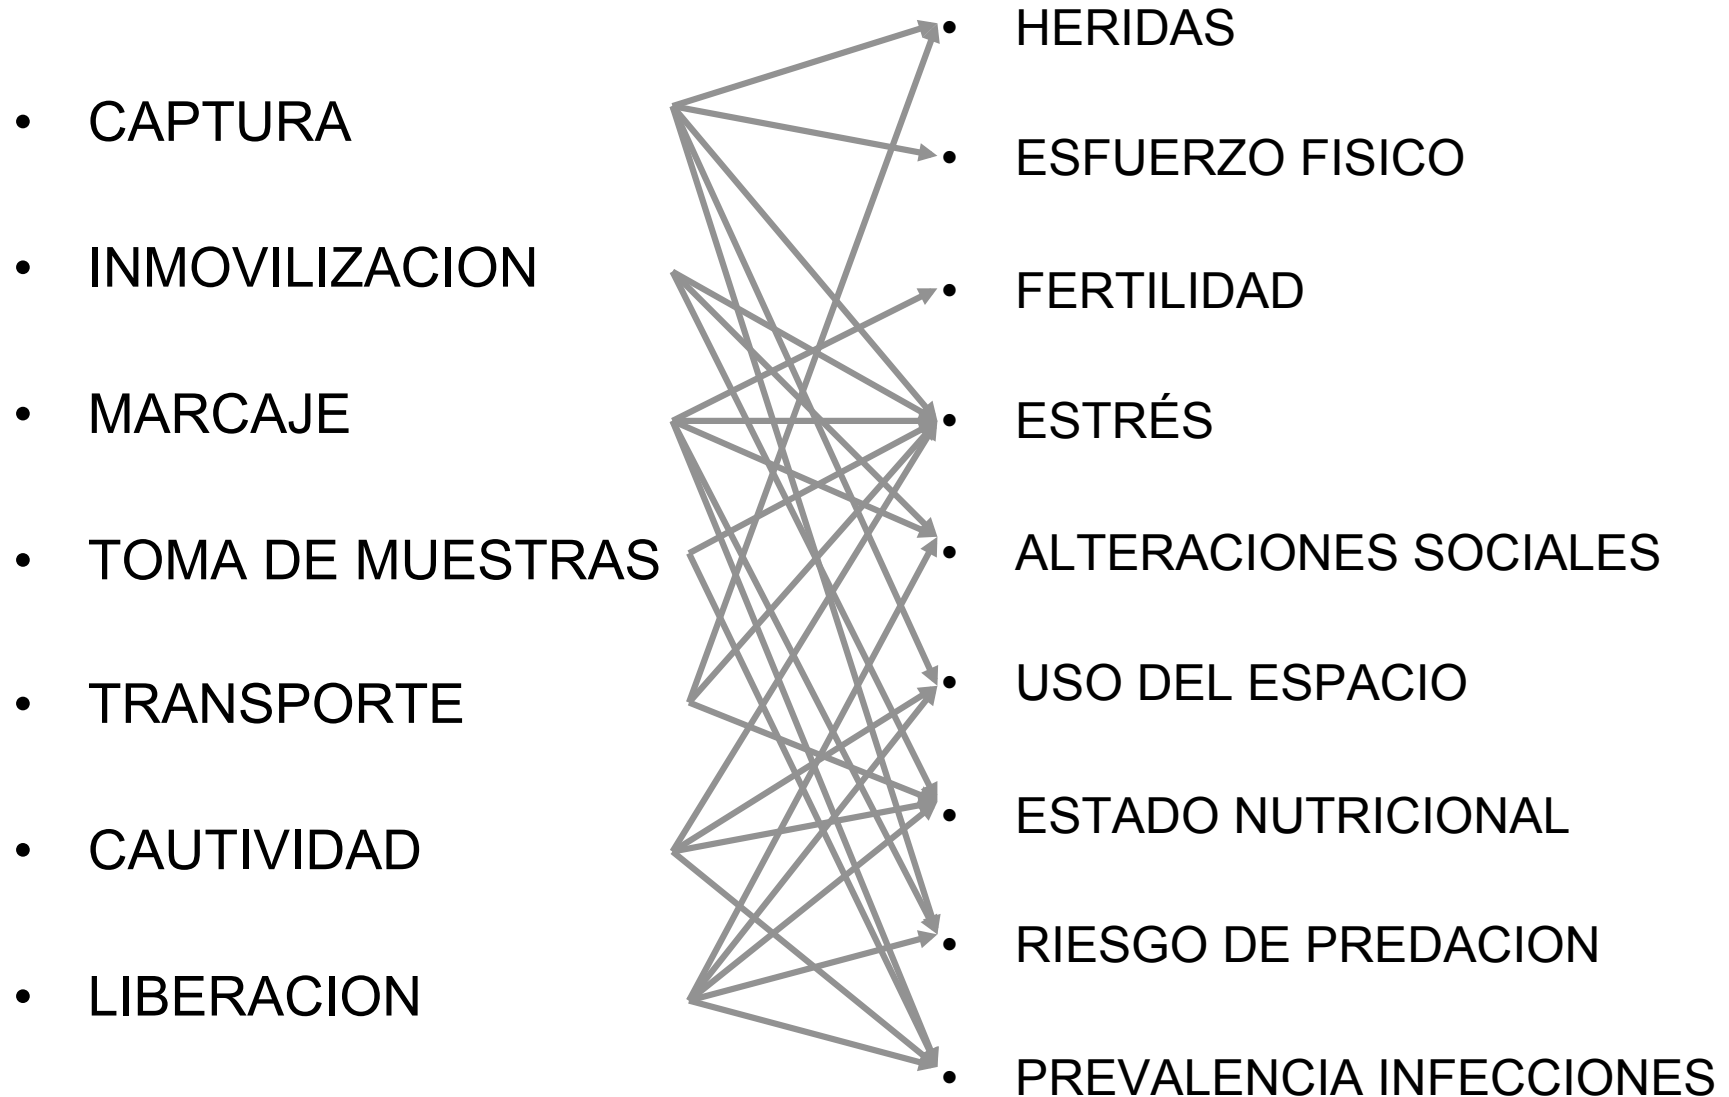 • CAPTURA
• INMOVILIZACION
• MARCAJE
• TOMA DE MUESTRAS
• TRANSPORTE
• CAUTIVIDAD
• LIBERACION
• HERIDAS
• ESFUERZO FISICO
• FERTILIDAD
• ESTRÉS
• ALTERACIONES SOCIALES
• USO DEL ESPACIO
• ESTADO NUTRICIONAL
• RIESGO DE PREDACION
• PREVALENCIA INFECCIONES